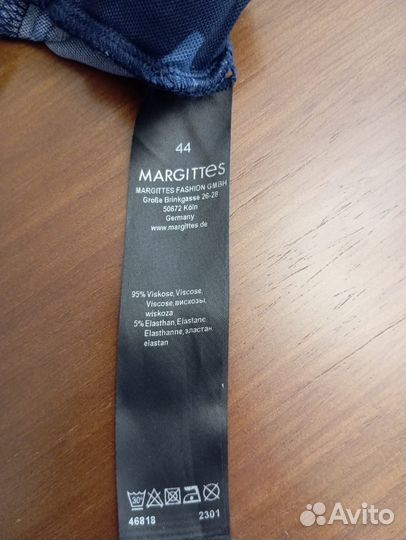 44
MARGITTES
MARGITTES FASHION GMBH
Große Brinkgasse 26-28
50672 Köln
Germany
www.margittes.de
95% Viskose, Viscose,
Viscose, вискозы,
wiskoza
5% Elasthan, Elastane,
Elasthanne, эластан,
elastan
30°
46818 2301
Avito